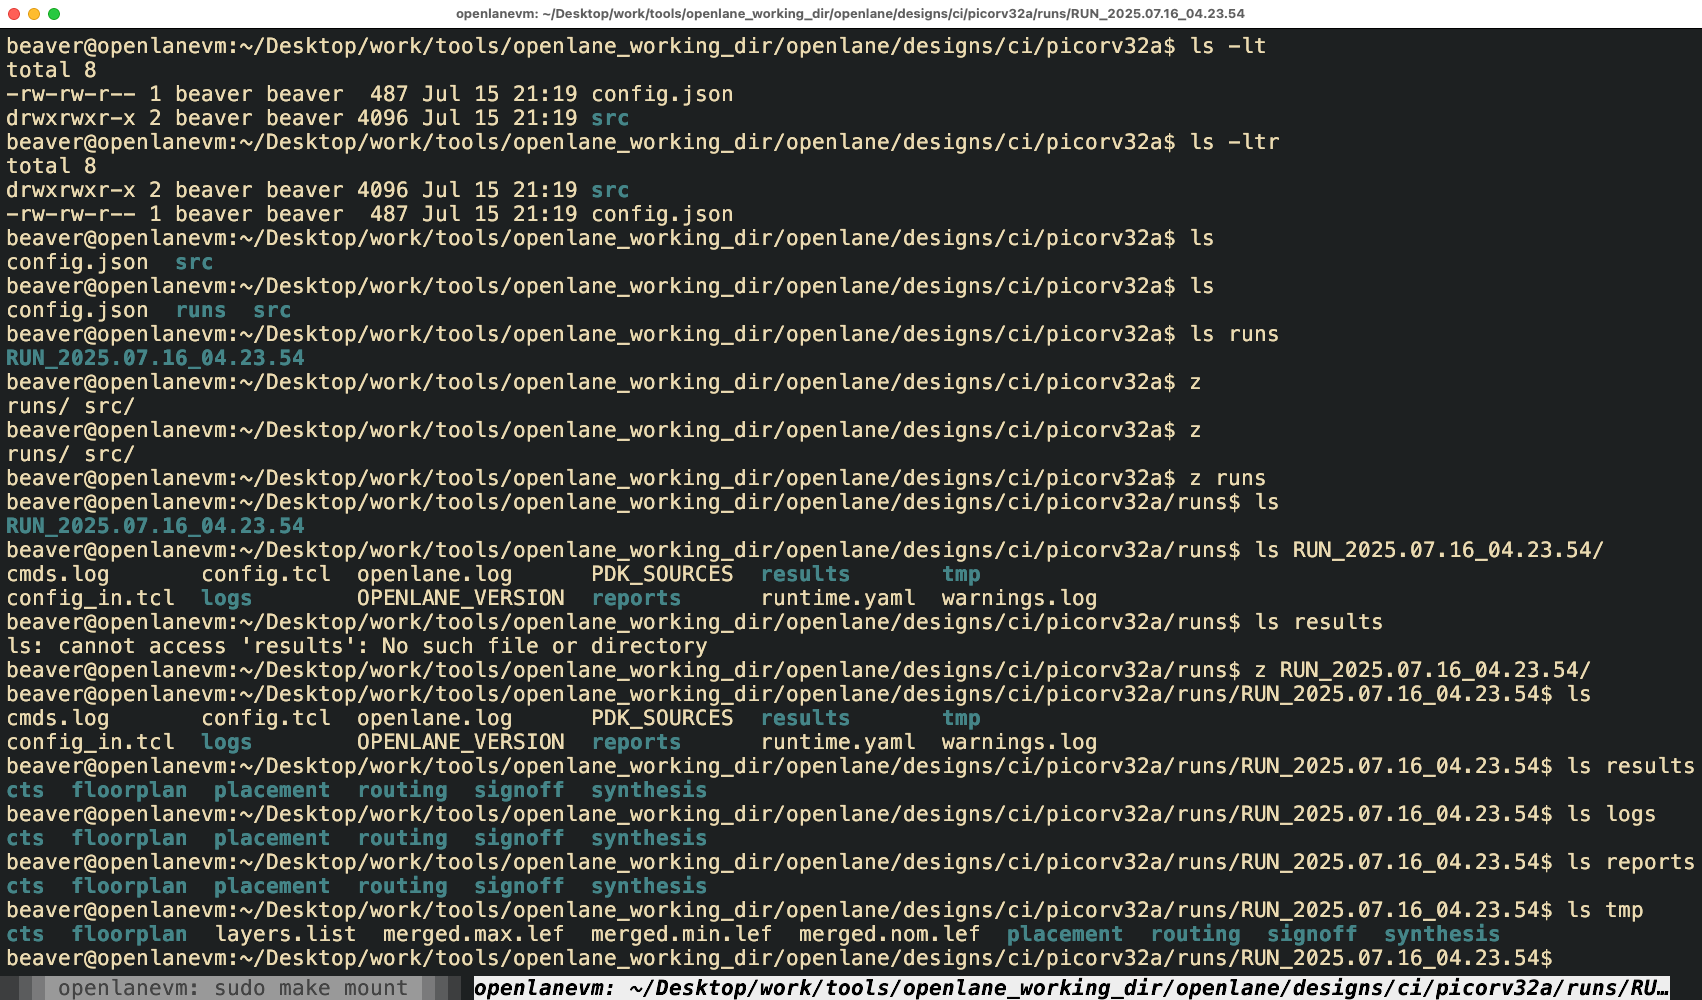 openlanevm: ~/Desktop/work/tools/openlane_working_dir/openlane/designs/ci/picorv32a/runs/RUN_2025.07.16_04.23.54
beaver@openlanevm:~/Desktop/work/tools/openlane_working_dir/openlane/designs/ci/picorv32a$ ls -lt
total 8
-rw-rw-r-- 1 beaver beaver  487 Jul 15 21:19 config.json
drwxrwxr-x 2 beaver beaver 4096 Jul 15 21:19 src
beaver@openlanevm:~/Desktop/work/tools/openlane_working_dir/openlane/designs/ci/picorv32a$ ls -ltr
total 8
drwxrwxr-x 2 beaver beaver 4096 Jul 15 21:19 src
-rw-rw-r-- 1 beaver beaver  487 Jul 15 21:19 config.json
beaver@openlanevm:~/Desktop/work/tools/openlane_working_dir/openlane/designs/ci/picorv32a$ ls
config.json  src
beaver@openlanevm:~/Desktop/work/tools/openlane_working_dir/openlane/designs/ci/picorv32a$ ls
config.json  runs  src
beaver@openlanevm:~/Desktop/work/tools/openlane_working_dir/openlane/designs/ci/picorv32a$ ls runs
RUN_2025.07.16_04.23.54
beaver@openlanevm:~/Desktop/work/tools/openlane_working_dir/openlane/designs/ci/picorv32a$ z
runs/ src/
beaver@openlanevm:~/Desktop/work/tools/openlane_working_dir/openlane/designs/ci/picorv32a$ z
runs/ src/
beaver@openlanevm:~/Desktop/work/tools/openlane_working_dir/openlane/designs/ci/picorv32a$ z runs
beaver@openlanevm:~/Desktop/work/tools/openlane_working_dir/openlane/designs/ci/picorv32a/runs$ ls
RUN_2025.07.16_04.23.54
beaver@openlanevm:~/Desktop/work/tools/openlane_working_dir/openlane/designs/ci/picorv32a/runs$ ls RUN_2025.07.16_04.23.54/
cmds.log       config.tcl  openlane.log      PDK_SOURCES  results       tmp
config_in.tcl  logs        OPENLANE_VERSION  reports      runtime.yaml  warnings.log
beaver@openlanevm:~/Desktop/work/tools/openlane_working_dir/openlane/designs/ci/picorv32a/runs$ ls results
ls: cannot access 'results': No such file or directory
beaver@openlanevm:~/Desktop/work/tools/openlane_working_dir/openlane/designs/ci/picorv32a/runs$ z RUN_2025.07.16_04.23.54/
beaver@openlanevm:~/Desktop/work/tools/openlane_working_dir/openlane/designs/ci/picorv32a/runs/RUN_2025.07.16_04.23.54$ ls
cmds.log       config.tcl  openlane.log      PDK_SOURCES  results       tmp
config_in.tcl  logs        OPENLANE_VERSION  reports      runtime.yaml  warnings.log
beaver@openlanevm:~/Desktop/work/tools/openlane_working_dir/openlane/designs/ci/picorv32a/runs/RUN_2025.07.16_04.23.54$ ls results
cts  floorplan  placement  routing  signoff  synthesis
beaver@openlanevm:~/Desktop/work/tools/openlane_working_dir/openlane/designs/ci/picorv32a/runs/RUN_2025.07.16_04.23.54$ ls logs
cts  floorplan  placement  routing  signoff  synthesis
beaver@openlanevm:~/Desktop/work/tools/openlane_working_dir/openlane/designs/ci/picorv32a/runs/RUN_2025.07.16_04.23.54$ ls reports
cts  floorplan  placement  routing  signoff  synthesis
beaver@openlanevm:~/Desktop/work/tools/openlane_working_dir/openlane/designs/ci/picorv32a/runs/RUN_2025.07.16_04.23.54$ ls tmp
cts  floorplan  layers.list  merged.max.lef  merged.min.lef  merged.nom.lef  placement  routing  signoff  synthesis
beaver@openlanevm:~/Desktop/work/tools/openlane_working_dir/openlane/designs/ci/picorv32a/runs/RUN_2025.07.16_04.23.54$
openlanevm: sudo make mount openlanevm: ~/Desktop/work/tools/openlane_working_dir/openlane/designs/ci/picorv32a/runs/RU…